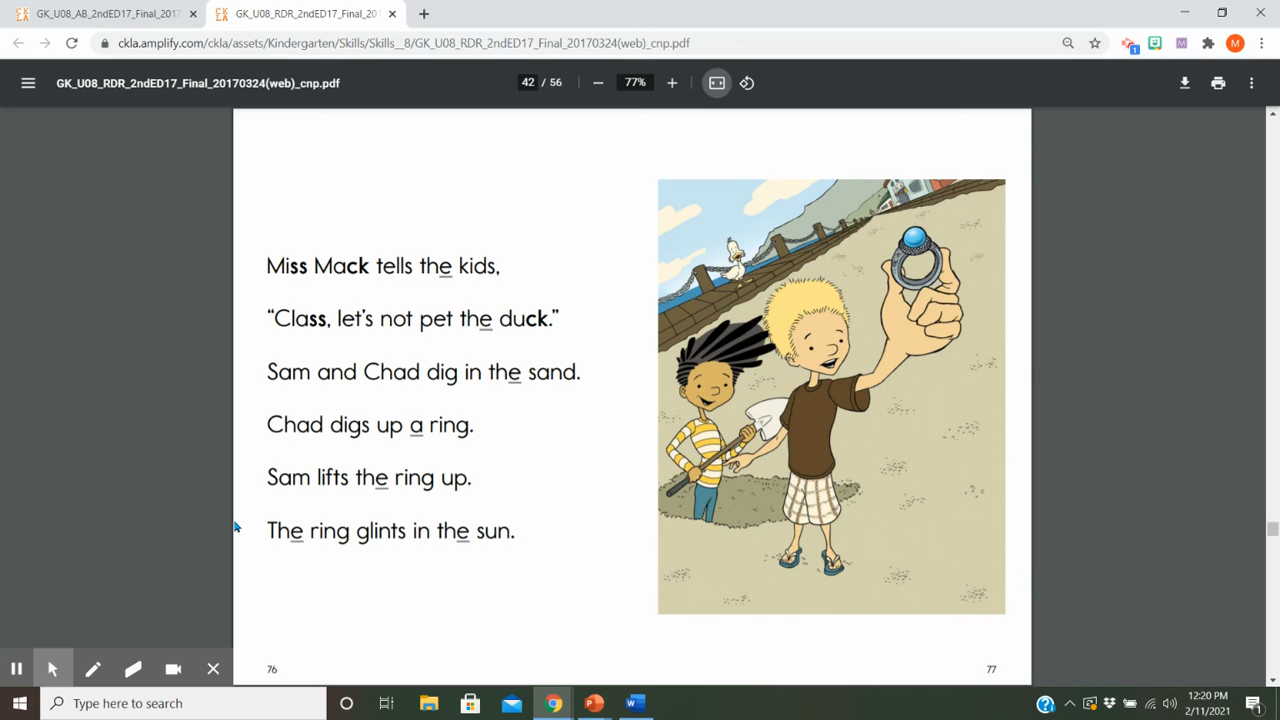 GK_U08_AB_2ndED17_Final_2017
GK_U08_RDR_2ndED17_Final_201
ckla.amplify.com/ckla/assets/Kindergarten/Skills/Skills__8/GK_U08_RDR_2ndED17_Final_20170324(web)_cnp.pdf
M
1
M
GK_U08_RDR_2ndED17_Final_20170324(web)_cnp.pdf
42 / 56
77%
Miss Mack tells the kids,
“Class, let’s not pet the duck.”
Sam and Chad dig in the sand.
Chad digs up a ring.
Sam lifts the ring up.
The ring glints in the sun.
76
77
Type here to search
12:20 PM
2/11/2021
1